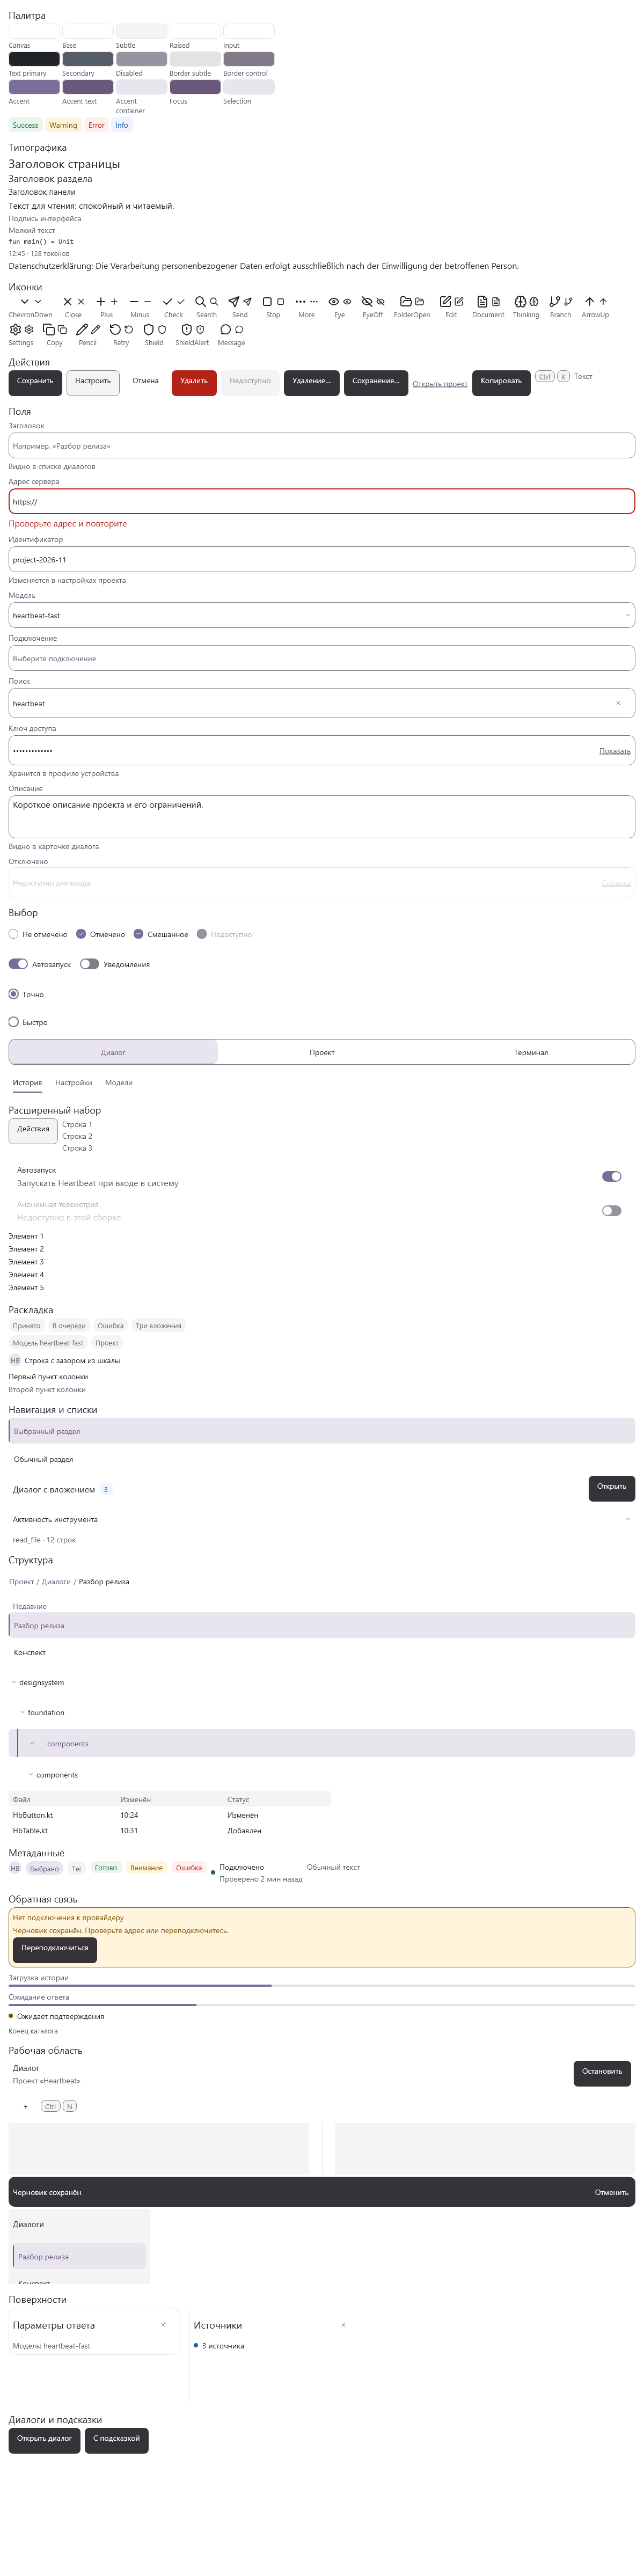 Палитра
Canvas Base Subtle Raised Input
Text primary Secondary Disabled Border subtle Border control
Accent Accent text Accent container Focus Selection
Success Warning Error Info
Типографика
Заголовок страницы
Заголовок раздела
Заголовок панели
Текст для чтения: спокойный и читаемый.
Подпись интерфейса
Мелкий текст
fun main() = Unit
12:45 · 128 токенов
Datenschutzerklärung: Die Verarbeitung personenbezogener Daten erfolgt ausschließlich nach der Einwilligung der betroffenen Person.
Иконки
ChevronDown Close Plus Minus Check Search Send Stop More Eye EyeOff FolderOpen Edit Document Thinking Branch ArrowUp
Settings Copy Pencil Retry Shield ShieldAlert Message
Действия
Сохранить Настроить Отмена Удалить Недоступно Удаление… Сохранение… Открыть проект Копировать Ctrl K Текст
Поля
Заголовок
Например, «Разбор релиза»
Видно в списке диалогов
Адрес сервера
https://
Проверьте адрес и повторите
Идентификатор
project-2026-11
Изменяется в настройках проекта
Модель
heartbeat-fast
Подключение
Выберите подключение
Поиск
heartbeat
Ключ доступа
•••••••••••••
Показать
Хранится в профиле устройства
Описание
Короткое описание проекта и его ограничений.
Видно в карточке диалога
Отключено
Недоступно для ввода
Справка
Выбор
Не отмечено Отмечено Смешанное Недоступно
Автозапуск Уведомления
Точно
Быстро
Диалог Проект Терминал
История Настройки Модели
Расширенный набор
Действия
Строка 1
Строка 2
Строка 3
Автозапуск
Запускать Heartbeat при входе в систему
Анонимная телеметрия
Недоступно в этой сборке
Элемент 1
Элемент 2
Элемент 3
Элемент 4
Элемент 5
Раскладка
Принято В очереди Ошибка Три вложения
Модель heartbeat-fast Проект
HB Строка с зазором из шкалы
Первый пункт колонки
Второй пункт колонки
Навигация и списки
Выбранный раздел
Обычный раздел
Диалог с вложением 3 Открыть
Активность инструмента
read_file · 12 строк
Структура
Проект / Диалоги / Разбор релиза
Недавние
Разбор релиза
Конспект
designsystem
foundation
components
components
Файл Изменён Статус
HbButton.kt 10:24 Изменён
HbTable.kt 10:31 Добавлен
Метаданные
HB Выбрано Тег Готово Внимание Ошибка Подключено Обычный текст
Проверено 2 мин назад
Обратная связь
Нет подключения к провайдеру
Черновик сохранён. Проверьте адрес или переподключитесь.
Переподключиться
Загрузка истории
Ожидание ответа
Ожидает подтверждения
Конец каталога
Рабочая область
Диалог
Проект «Heartbeat»
Остановить
+ Ctrl N
Черновик сохранён Отменить
Диалоги
Разбор релиза
Конспект
Поверхности
Параметры ответа
Модель: heartbeat-fast
Источники
3 источника
Диалоги и подсказки
Открыть диалог С подсказкой